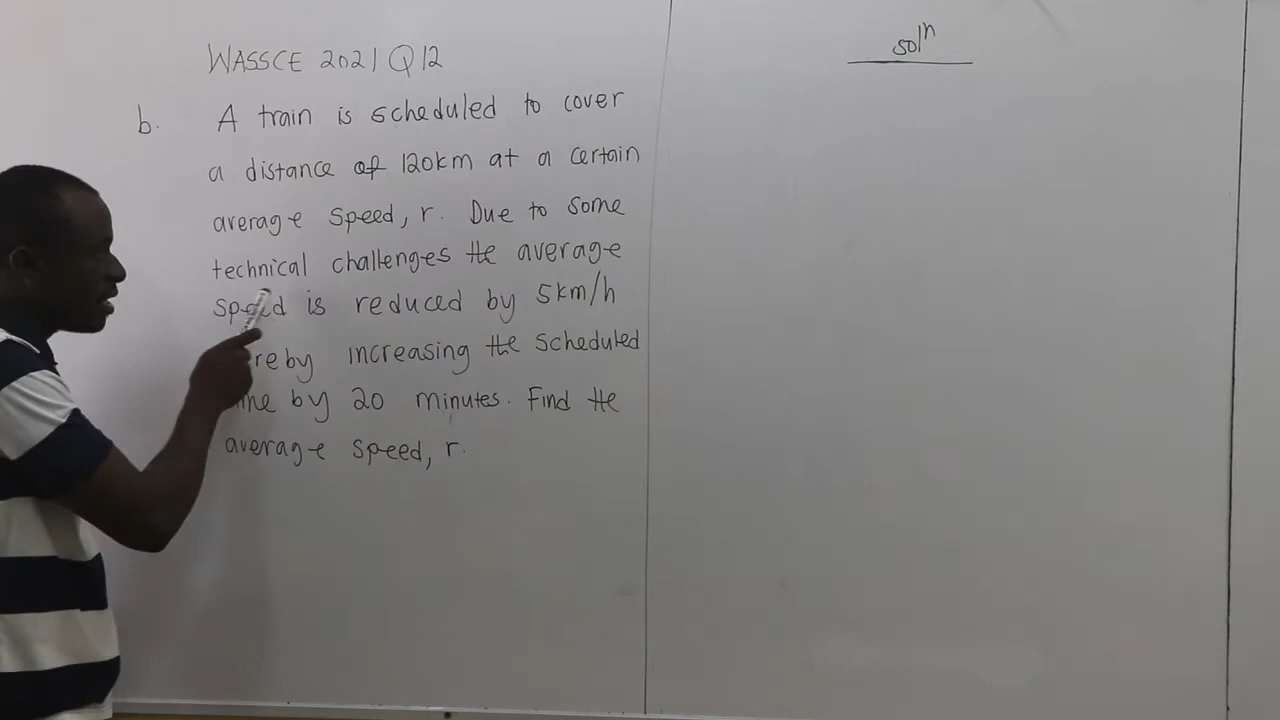 WASSCE 2021 Q12
b. A train is scheduled to cover
a distance of 120km at a certain
average speed, r. Due to some
technical challenges the average
speed is reduced by 5km/h
reby increasing the scheduled
by 20 minutes. Find the
average speed, r.
solⁿ